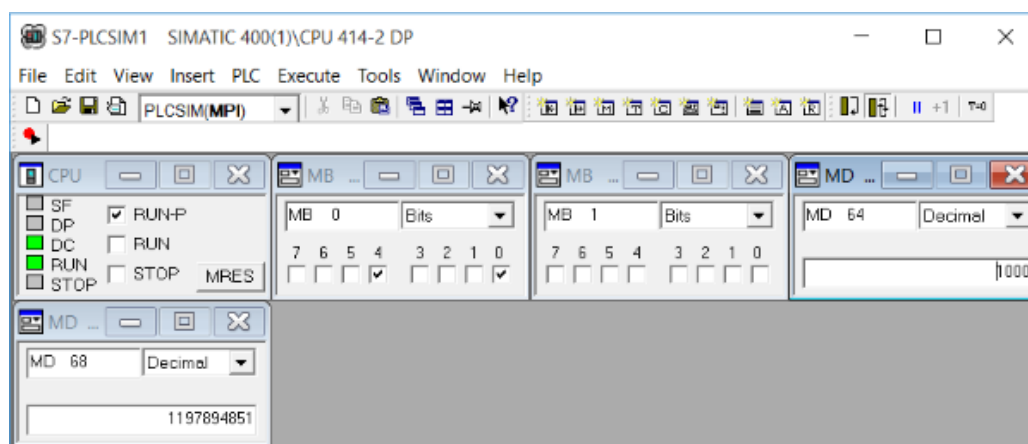 S7-PLCSIM1 SIMATIC 400(1)\CPU 414-2 DP
File Edit View Insert PLC Execute Tools Window Help
PLCSIM(MPI) +1 T=0
CPU MB ... MB ... MD ...
SF
DP
DC
RUN
STOP
RUN-P
RUN
STOP MRES
MB 0 Bits
7 6 5 4 3 2 1 0
MB 1 Bits
7 6 5 4 3 2 1 0
MD 64 Decimal
1000
MD ...
MD 68 Decimal
1197894851